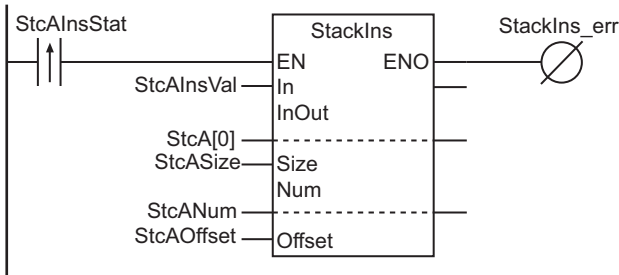 StcAInsStat
StackIns
StackIns_err
EN
ENO
StcAInsVal
In
InOut
StcA[0]
StcASize
Size
Num
StcANum
StcAOffset
Offset